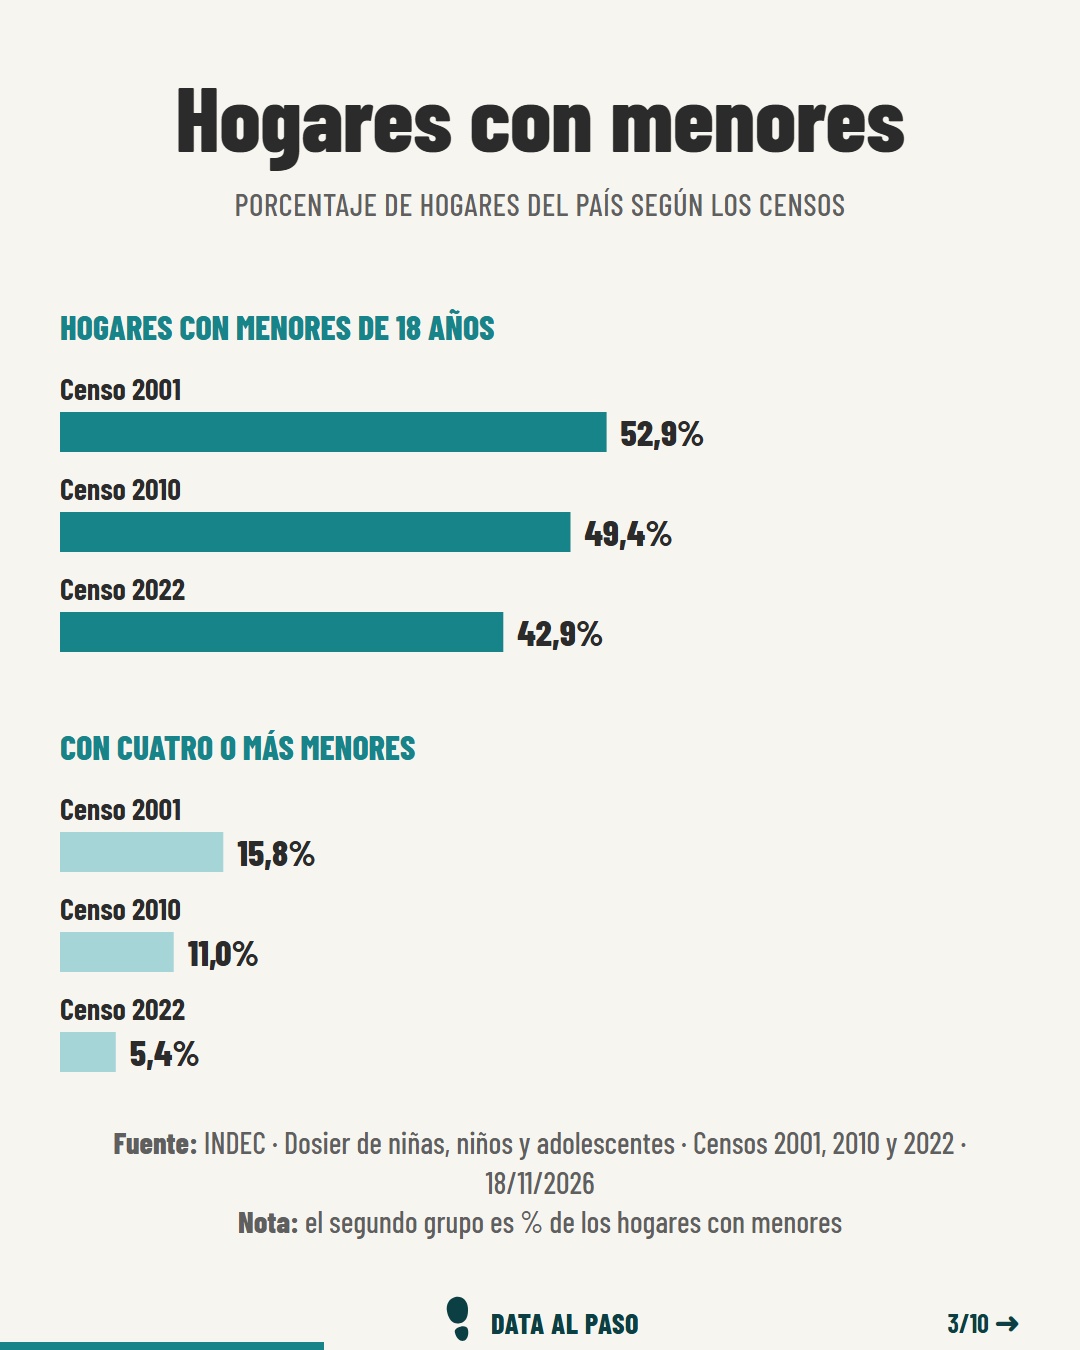 Hogares con menores
PORCENTAJE DE HOGARES DEL PAÍS SEGÚN LOS CENSOS
HOGARES CON MENORES DE 18 AÑOS
Censo 2001
52,9%
Censo 2010
49,4%
Censo 2022
42,9%
CON CUATRO O MÁS MENORES
Censo 2001
15,8%
Censo 2010
11,0%
Censo 2022
5,4%
Fuente: INDEC · Dosier de niñas, niños y adolescentes · Censos 2001, 2010 y 2022 ·
18/11/2026
Nota: el segundo grupo es % de los hogares con menores
DATA AL PASO
3/10 ➜